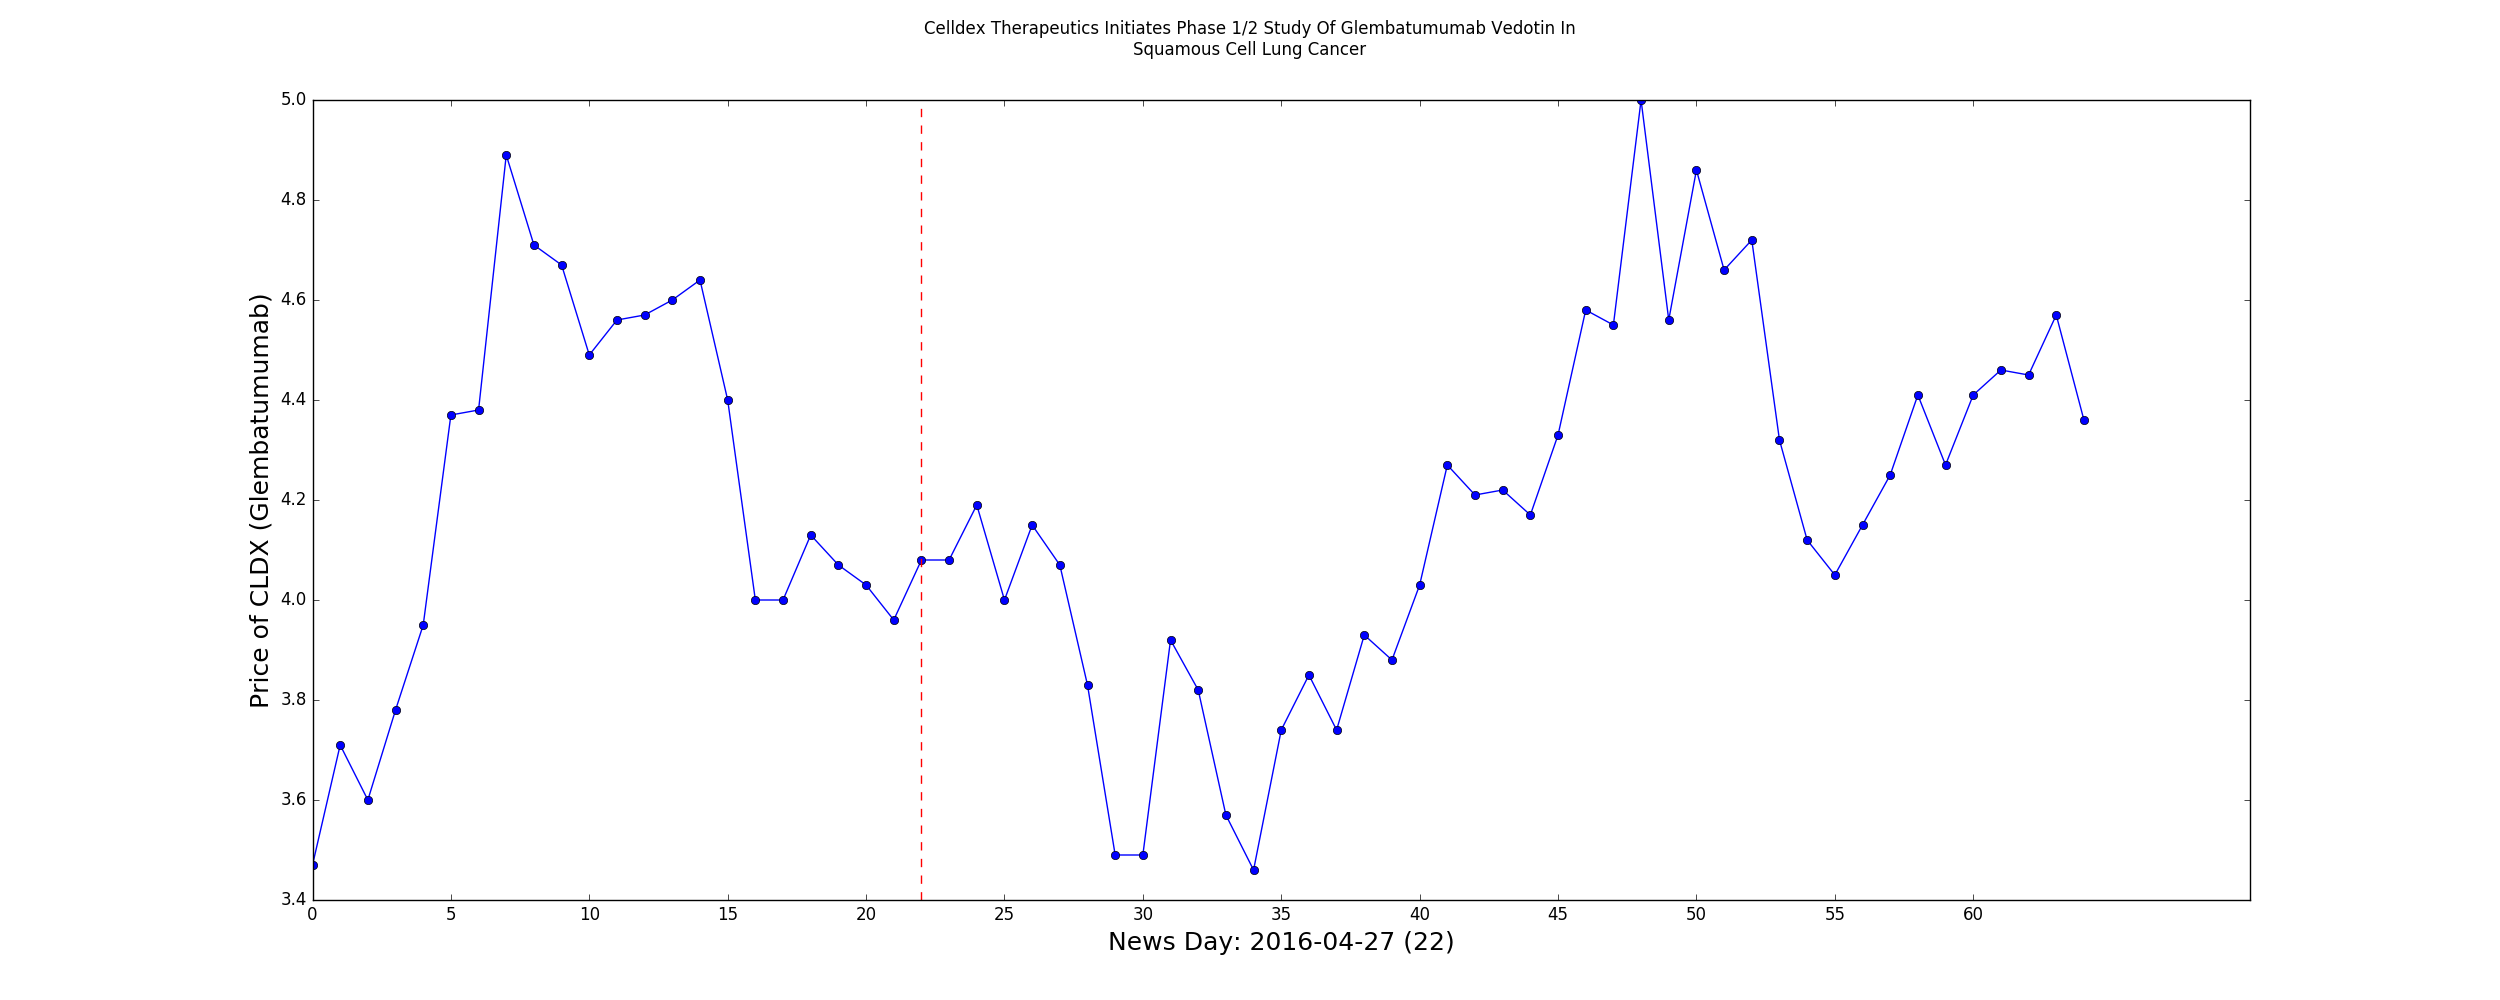 Celldex Therapeutics Initiates Phase 1/2 Study Of Glembatumumab Vedotin In
Squamous Cell Lung Cancer
5.0
4.8
4.6
4.4
4.2
4.0
3.8
3.6
3.4
Price of CLDX (Glembatumumab)
0 5 10 15 20 25 30 35 40 45 50 55 60
News Day: 2016-04-27 (22)